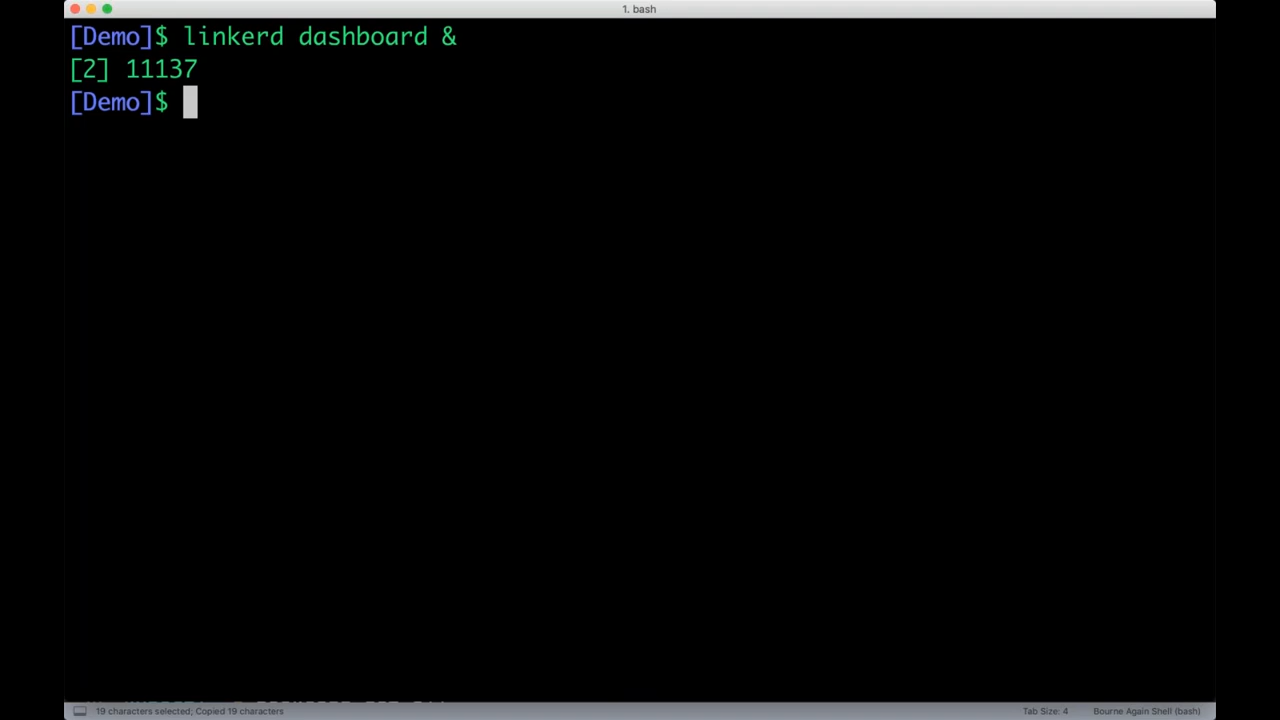 1. bash
[Demo]$ linkerd dashboard &
[2] 11137
[Demo]$
19 characters selected; Copied 19 characters
Tab Size: 4
Bourne Again Shell (bash)